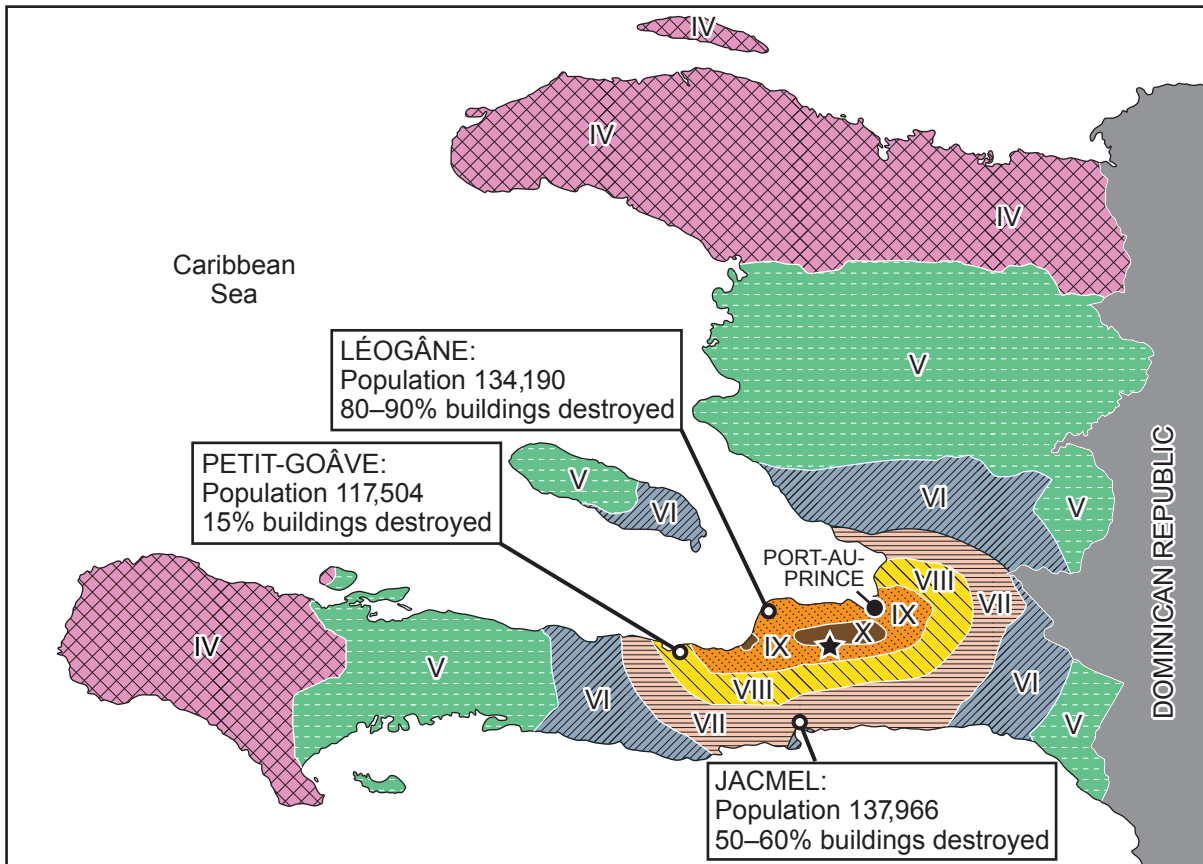 IV
IV
IV
Caribbean
Sea
LÉOGÂNE:
Population 134,190
80–90% buildings destroyed
V
DOMINICAN REPUBLIC
PETIT-GOÂVE:
Population 117,504
15% buildings destroyed
V
VI
VI
V
PORT-AU-
PRINCE
VIII
VII
IX
X
IX
IV
V
VI
VIII
VII
VI
V
JACMEL:
Population 137,966
50–60% buildings destroyed